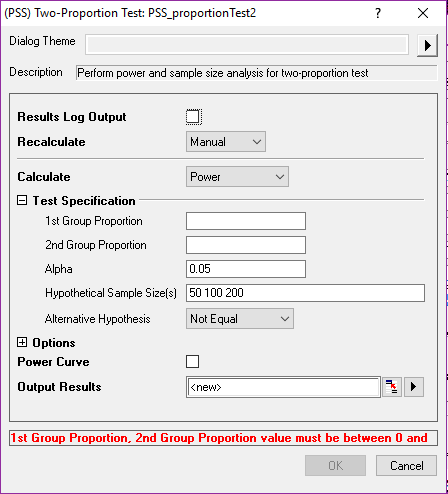 (PSS) Two-Proportion Test: PSS_proportionTest2 ?
Dialog Theme
Description Perform power and sample size analysis for two-proportion test
Results Log Output
Recalculate Manual
Calculate Power
Test Specification
1st Group Proportion
2nd Group Proportion
Alpha 0.05
Hypothetical Sample Size(s) 50 100 200
Alternative Hypothesis Not Equal
Options
Power Curve
Output Results <new>
1st Group Proportion, 2nd Group Proportion value must be between 0 and
OK Cancel